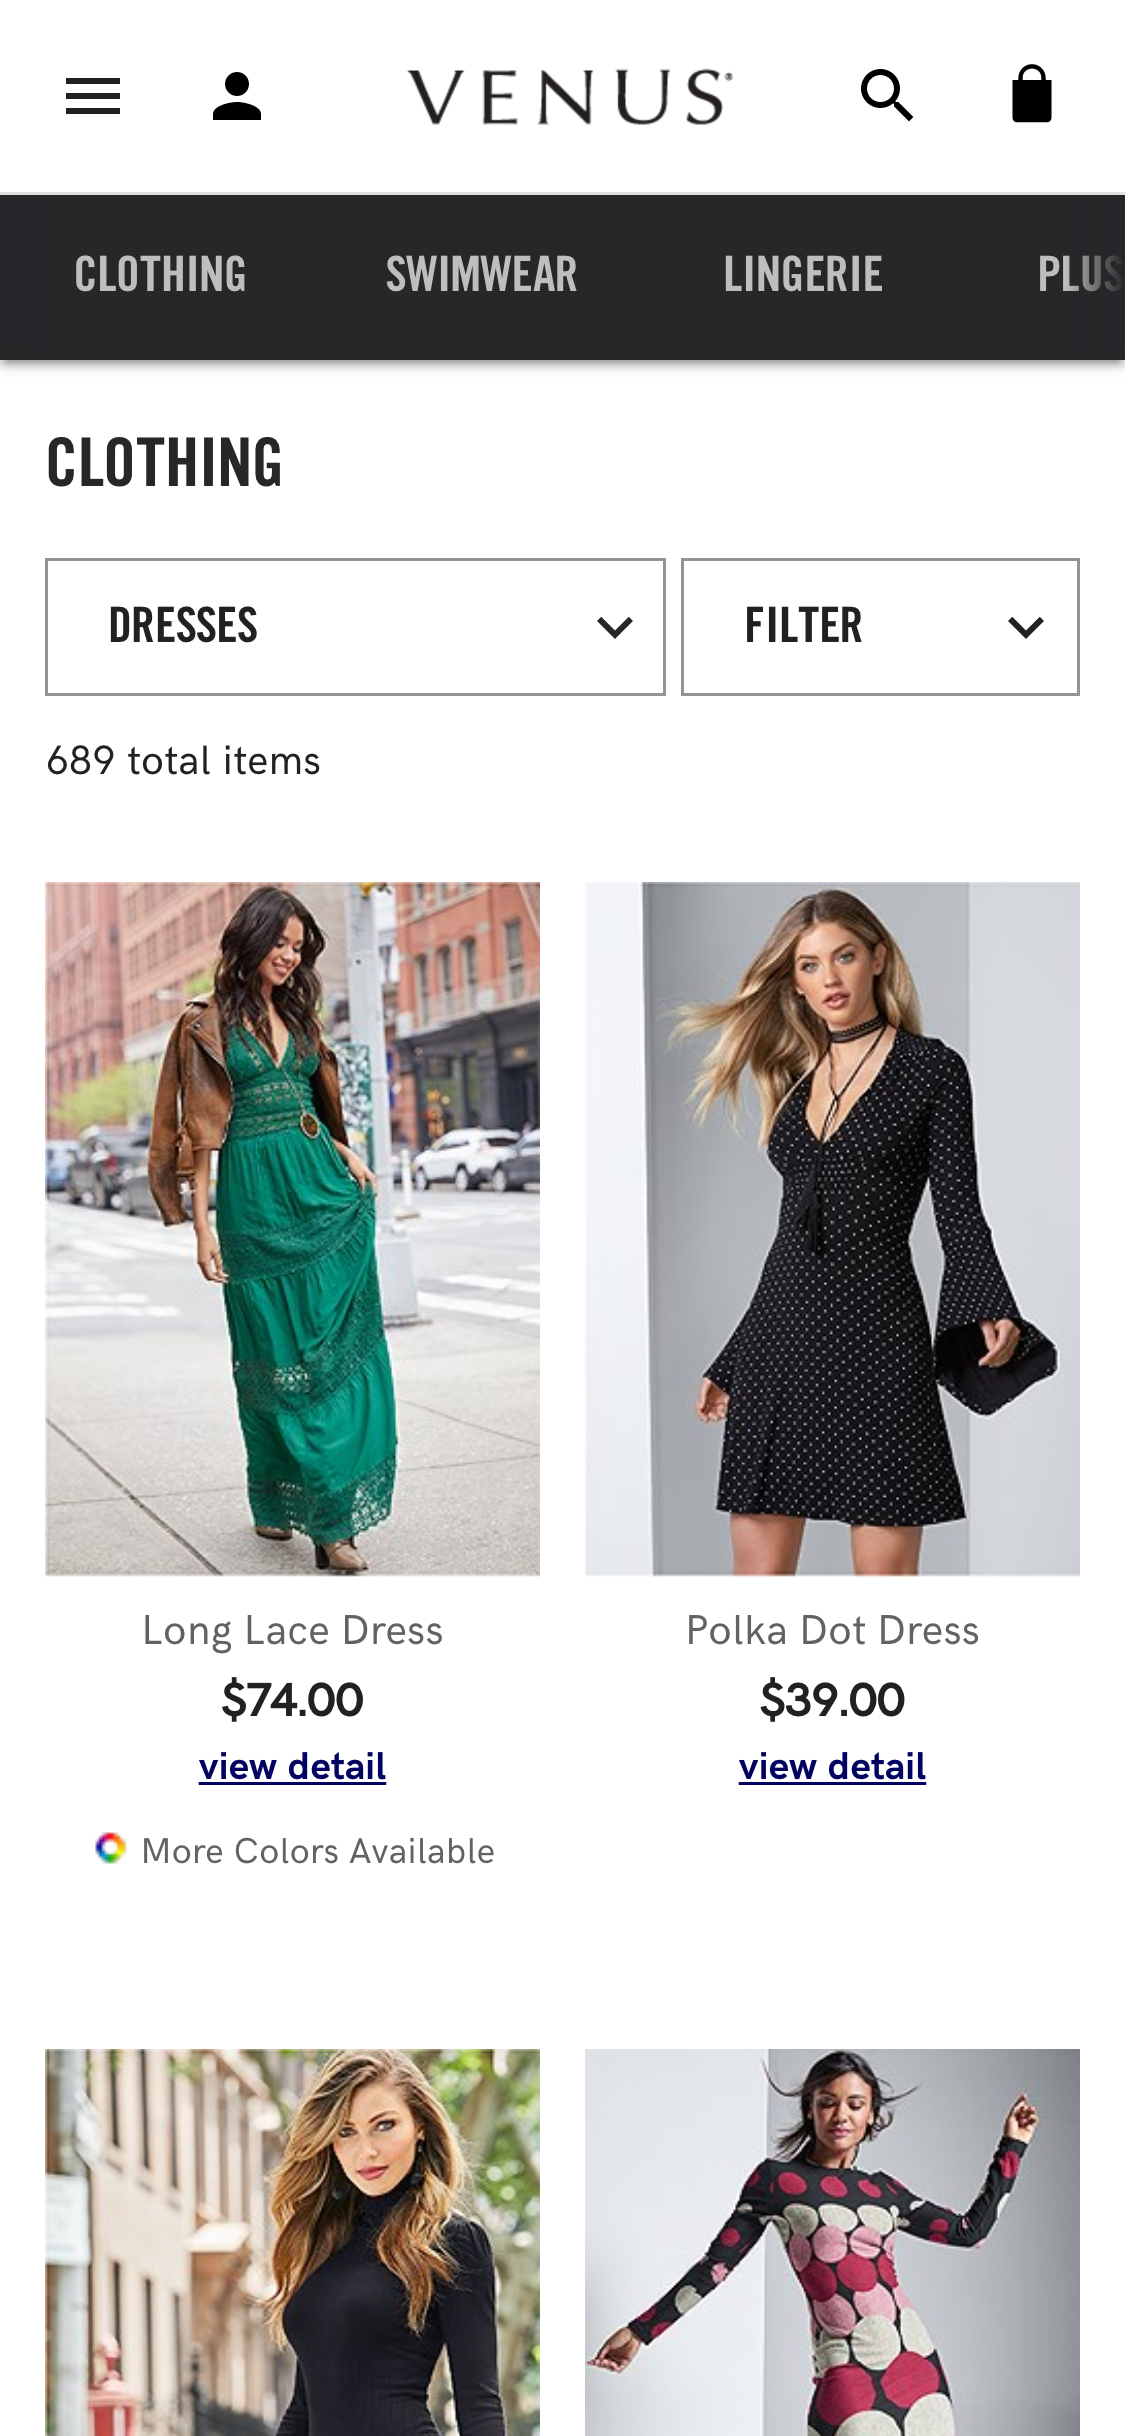 VENUS
CLOTHING SWIMWEAR LINGERIE PLUS
CLOTHING
DRESSES FILTER
689 total items
Long Lace Dress Polka Dot Dress
$74.00 $39.00
view detail view detail
More Colors Available